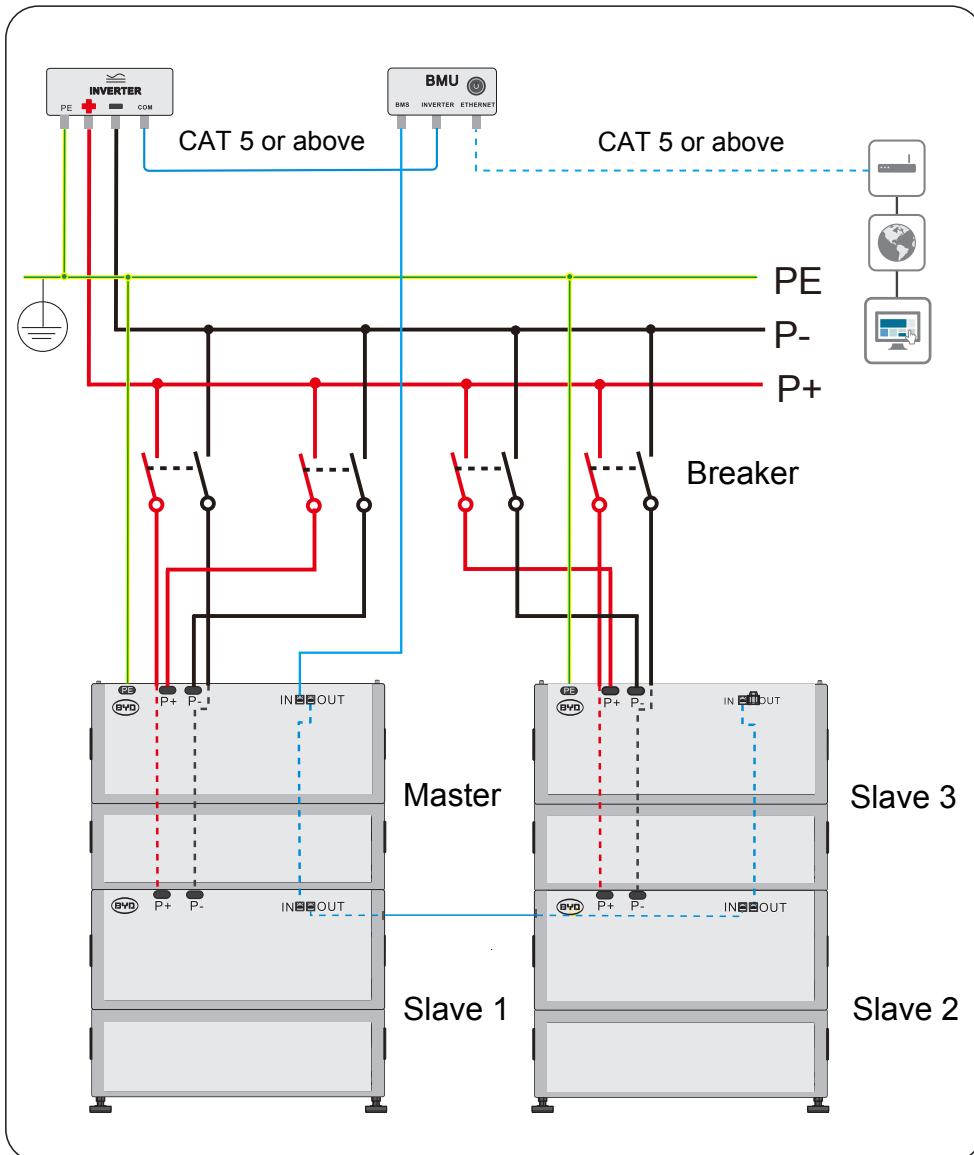 INVERTER
PE COM
BMU
BMS INVERTER ETHERNET
CAT 5 or above
CAT 5 or above
PE
P-
P+
Breaker
PE
BYD P+ P- IN OUT
Master
PE
BYD P+ P- IN OUT
Slave 3
BYD P+ P- IN OUT
Slave 1
BYD P+ P- IN OUT
Slave 2